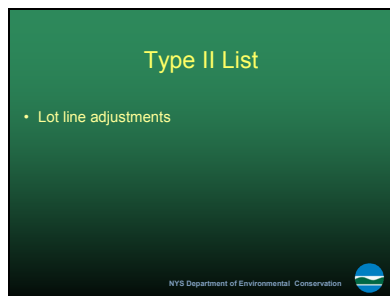 Type II List
• Lot line adjustments
NYS Department of Environmental Conservation